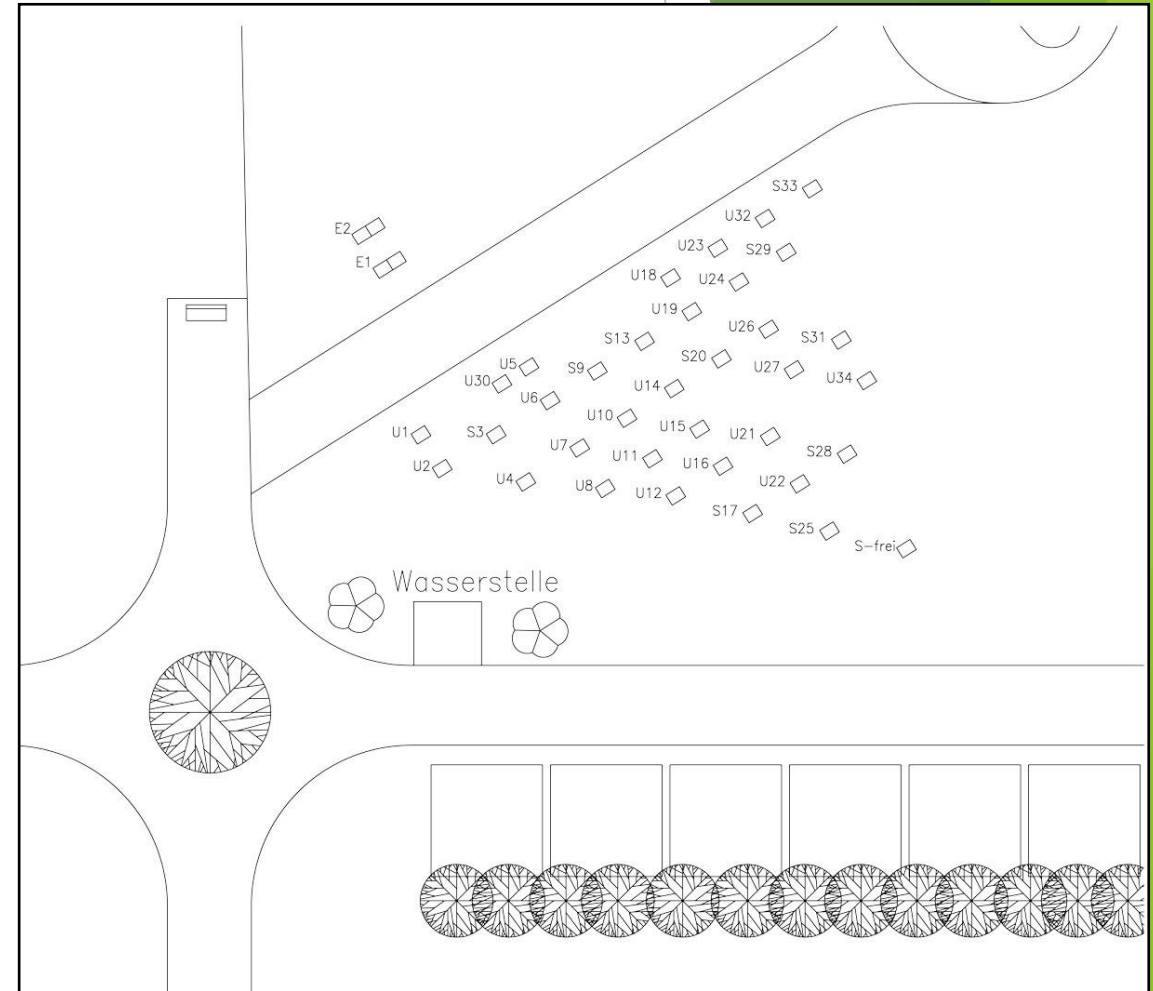 S33
U32
E2
U23
S29
E1
U18
U24
U19
U26
S13
S31
S20
U5
S9
U27
U30
U14
U34
U6
U10
U15
U1
S3
U21
U7
S28
U11
U16
U2
U4
U22
U8
U12
S17
S25
S-frei
Wasserstelle